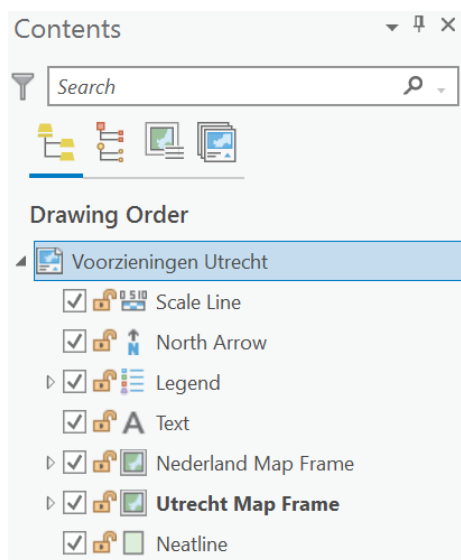 Contents
Search
Drawing Order
Voorzieningen Utrecht
Scale Line
North Arrow
Legend
Text
Nederland Map Frame
Utrecht Map Frame
Neatline